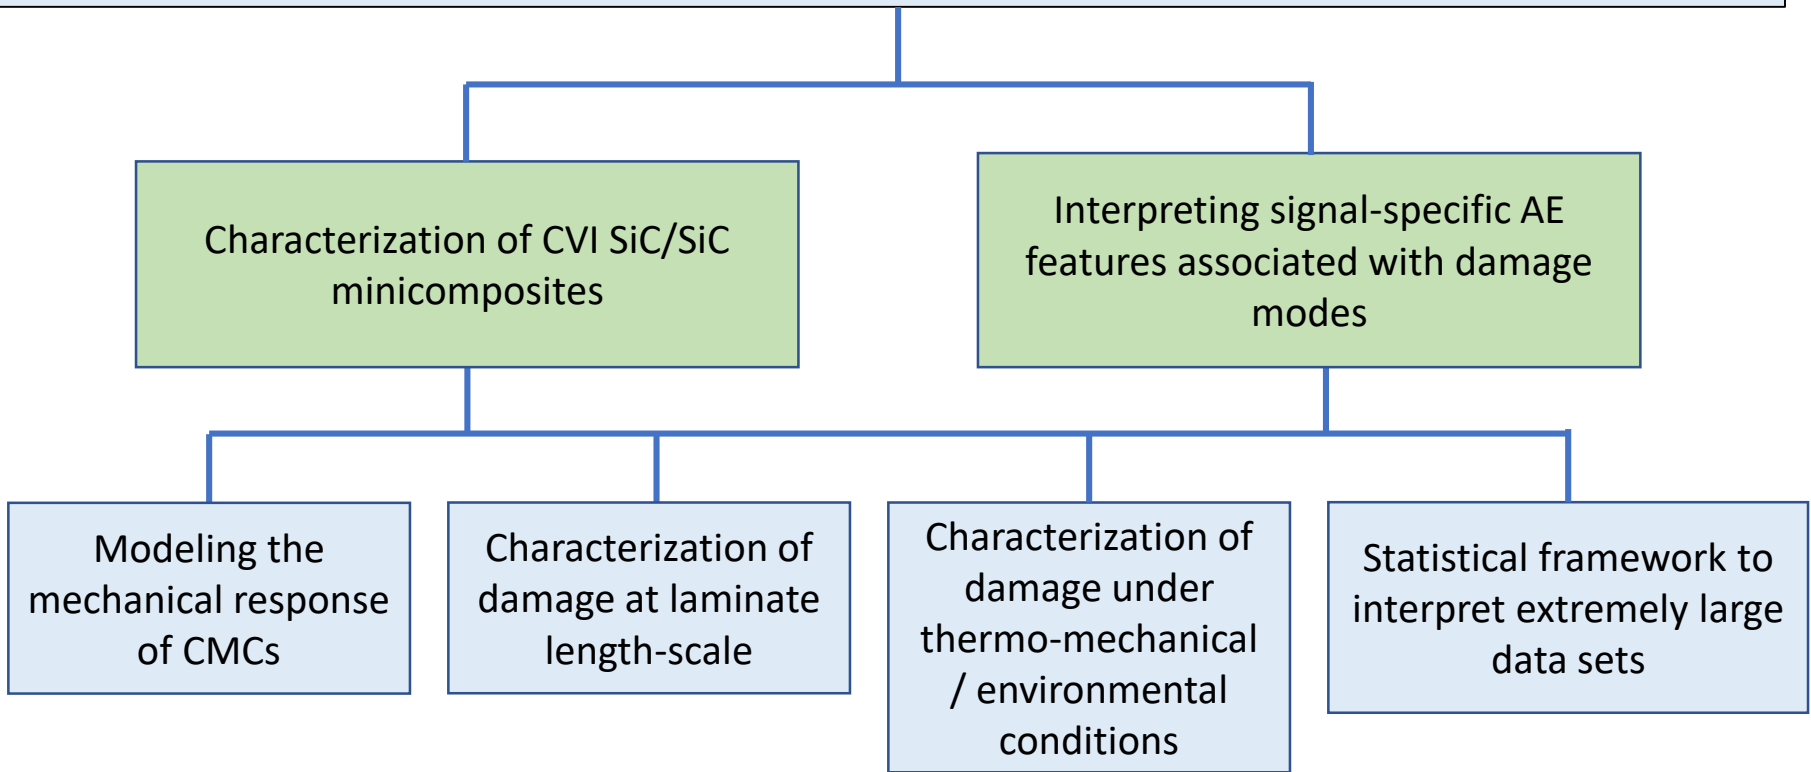 Characterization of CVI SiC/SiC
minicomposites
Interpreting signal-specific AE
features associated with damage
modes
Modeling the
mechanical response
of CMCs
Characterization of
damage at laminate
length-scale
Characterization of
damage under
thermo-mechanical
/ environmental
conditions
Statistical framework to
interpret extremely large
data sets